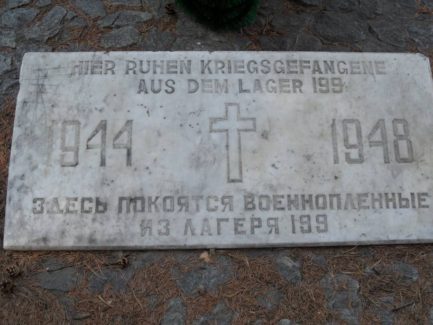 HIER RUHEN KRIEGSGEFANGENE
AUS DEM LAGER 199
1944 1948
ЗДЕСЬ ПОКОЯТСЯ ВОЕННОПЛЕННЫЕ
ИЗ ЛАГЕРЯ 199